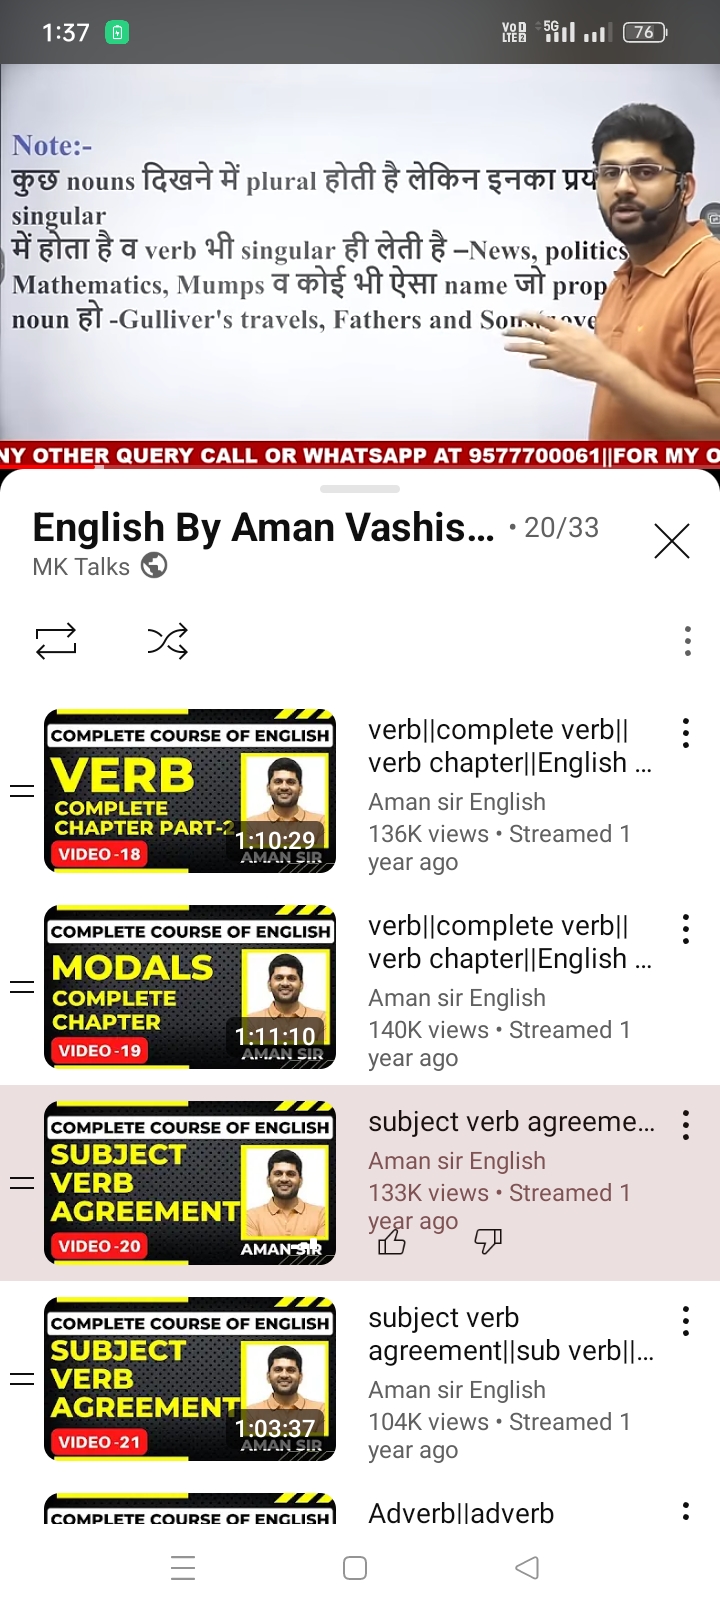 1:37
VoD
LTE2
5G
76
Note:-
कुछ nouns दिखने में plural होती है लेकिन इनका
singular
में होता है व verb भी singular ही लेती है –News, politics
Mathematics, Mumps व कोई भी ऐसा name जो prop
noun हो -Gulliver's travels, Fathers and
NY OTHER QUERY CALL OR WHATSAPP AT 9577700061||FOR MY O
English By Aman Vashis... • 20/33
MK Talks
COMPLETE COURSE OF ENGLISH
VERB
COMPLETE
CHAPTER PART-2
VIDEO -18
1:10:29
AMAN SIR
verb||complete verb||
verb chapter||English ...
Aman sir English
136K views • Streamed 1
year ago
COMPLETE COURSE OF ENGLISH
MODALS
COMPLETE
CHAPTER
VIDEO -19
1:11:10
AMAN SIR
verb||complete verb||
verb chapter||English ...
Aman sir English
140K views • Streamed 1
year ago
COMPLETE COURSE OF ENGLISH
SUBJECT
VERB
AGREEMENT
VIDEO -20
AMAN SIR
subject verb agreeme...
Aman sir English
133K views • Streamed 1
year ago
COMPLETE COURSE OF ENGLISH
SUBJECT
VERB
AGREEMENT
VIDEO -21
1:03:37
AMAN SIR
subject verb
agreement||sub verb||...
Aman sir English
104K views • Streamed 1
year ago
COMPLETE COURSE OF ENGLISH
Adverb||adverb